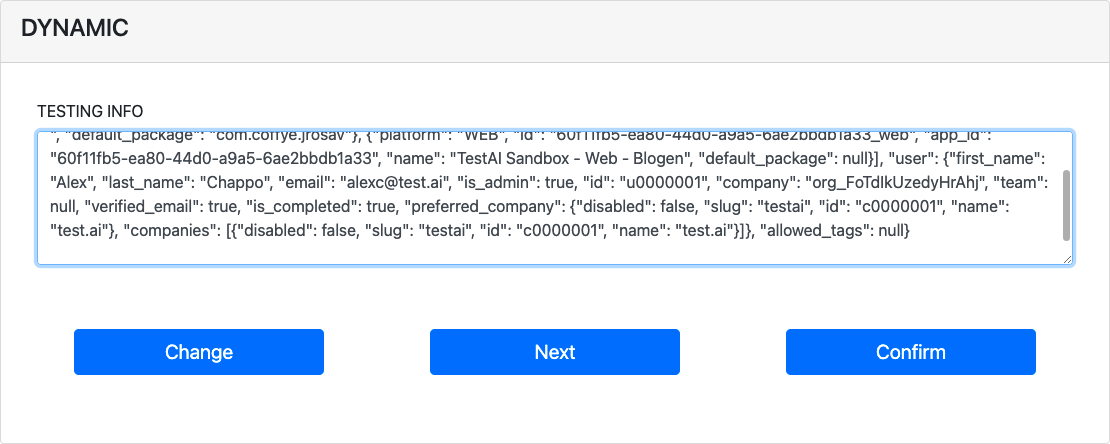 DYNAMIC
TESTING INFO
", "default_package": "com.coffye.jrosav"}, {"platform": "WEB", "id": "60f11fb5-ea80-44d0-a9a5-6ae2bbdb1a33_web", "app_id":
"60f11fb5-ea80-44d0-a9a5-6ae2bbdb1a33", "name": "TestAI Sandbox - Web - Blogen", "default_package": null}], "user": {"first_name":
"Alex", "last_name": "Chappo", "email": "alexc@test.ai", "is_admin": true, "id": "u0000001", "company": "org_FoTdIkUzedyHrAhj", "team":
null, "verified_email": true, "is_completed": true, "preferred_company": {"disabled": false, "slug": "testai", "id": "c0000001", "name":
"test.ai"}, "companies": [{"disabled": false, "slug": "testai", "id": "c0000001", "name": "test.ai"}]}, "allowed_tags": null}
Change
Next
Confirm